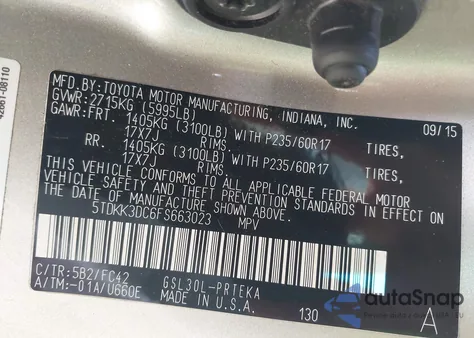 42661-08110
MFD.BY:TOYOTA MOTOR MANUFACTURING, INDIANA, INC. 09/15
GVWR: 2715KG (5995LB)
GAWR:FRT. 1405KG (3100LB) WITH P235/60R17 TIRES,
17X7J RIMS,
RR. 1405KG (3100LB) WITH P235/60R17 TIRES,
17X7J RIMS,
THIS VEHICLE CONFORMS TO ALL APPLICABLE FEDERAL MOTOR
VEHICLE SAFETY AND THEFT PREVENTION STANDARDS IN EFFECT ON
THE DATE OF MANUFACTURE SHOWN ABOVE.
5TDKK3DC6FS663023 MPV
C/TR:5B2/FC42 GSL30L-PRTEKA
A/TM:-01A/U660E MADE IN U.S.A. 130 A
autoSnap